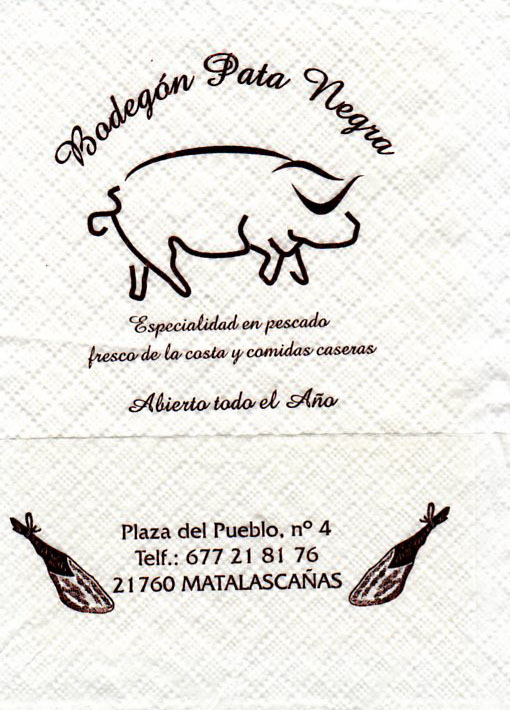 Bodegón Pata Negra
Especialidad en pescado
fresco de la costa y comidas caseras
Abierto todo el Año
Plaza del Pueblo, nº 4
Telf.: 677 21 81 76
21760 MATALASCAÑAS